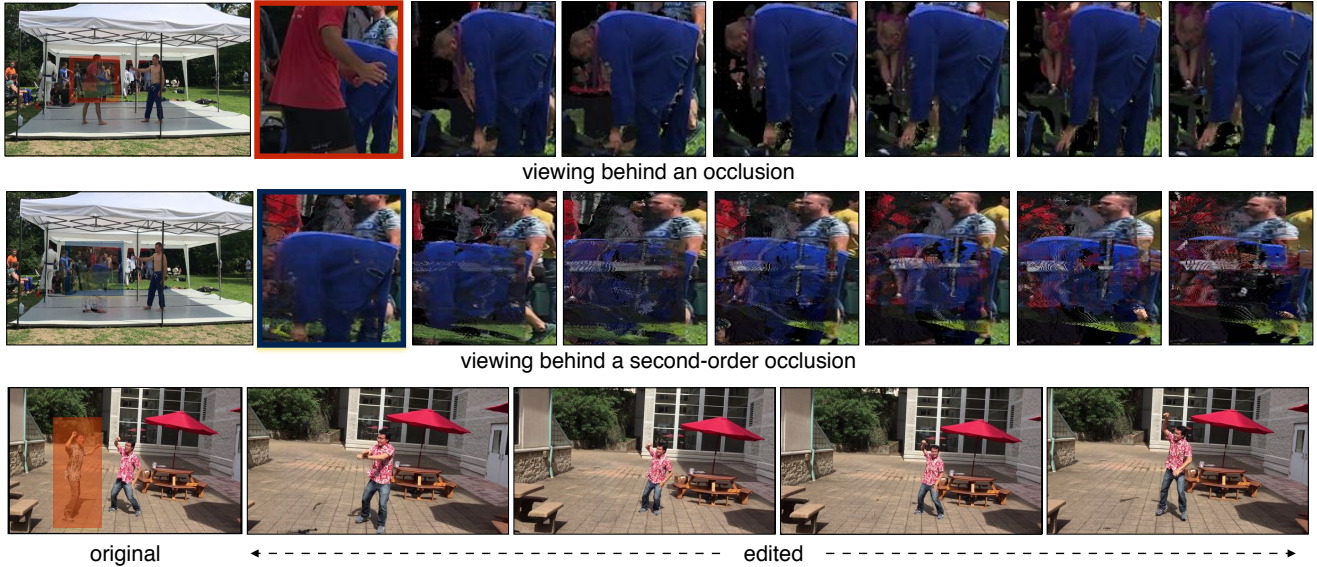 viewing behind an occlusion
viewing behind a second-order occlusion
original
edited